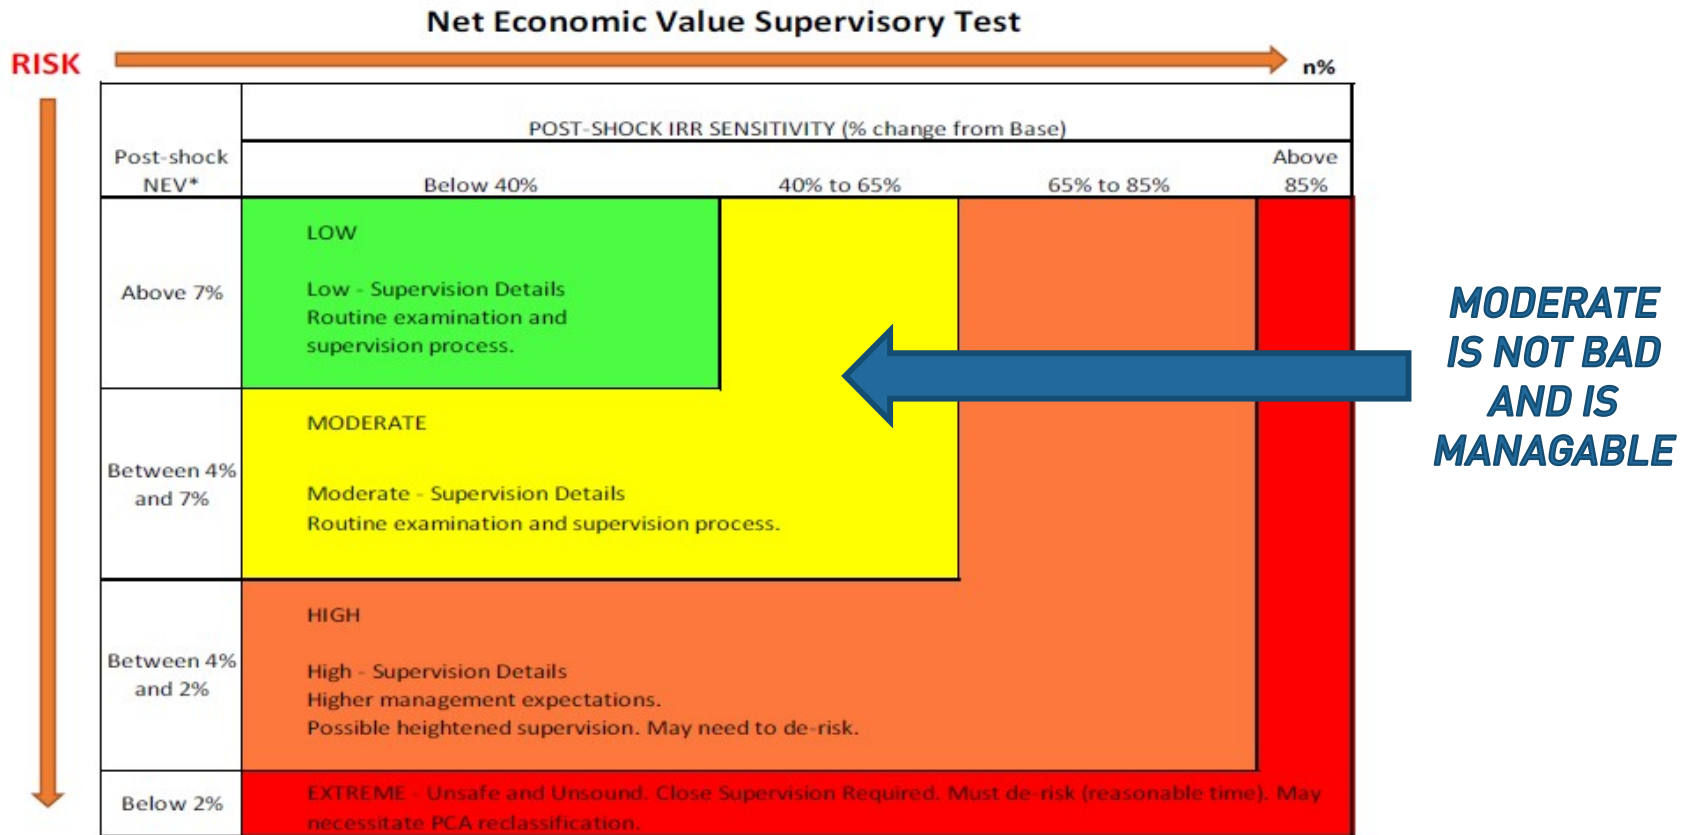 Net Economic Value Supervisory Test
RISK
n%
POST-SHOCK IRR SENSITIVITY (% change from Base)
Post-shock
NEV*
Below 40%
40% to 65%
65% to 85%
Above
85%
Above 7%
LOW
Low - Supervision Details
Routine examination and
supervision process.
Between 4%
and 7%
MODERATE
Moderate - Supervision Details
Routine examination and supervision process.
Between 4%
and 2%
HIGH
High - Supervision Details
Higher management expectations.
Possible heightened supervision. May need to de-risk.
Below 2%
EXTREME - Unsafe and Unsound. Close Supervision Required. Must de-risk (reasonable time). May
necessitate PCA reclassification.
MODERATE
IS NOT BAD
AND IS
MANAGABLE